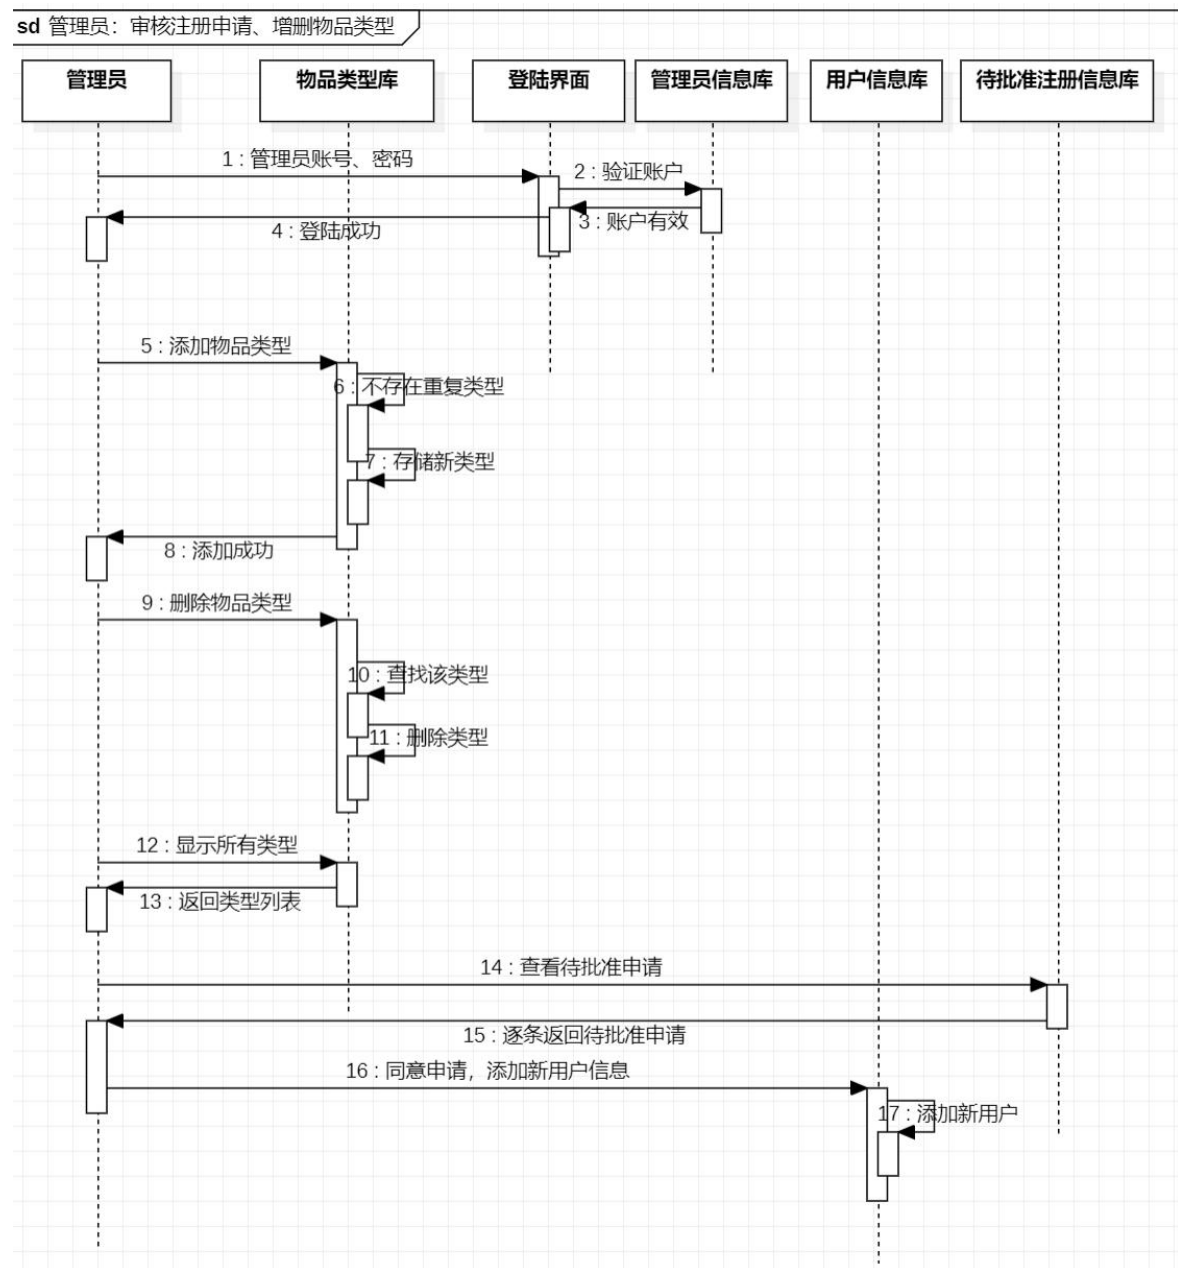 sd 管理员：审核注册申请、增删物品类型
管理员
物品类型库
登陆界面
管理员信息库
用户信息库
待批准注册信息库
1 : 管理员账号、密码
2 : 验证账户
3 : 账户有效
4 : 登陆成功
5 : 添加物品类型
6 : 不存在重复类型
7 : 存储新类型
8 : 添加成功
9 : 删除物品类型
10 : 查找该类型
11 : 删除类型
12 : 显示所有类型
13 : 返回类型列表
14 : 查看待批准申请
15 : 逐条返回待批准申请
16 : 同意申请，添加新用户信息
17 : 添加新用户